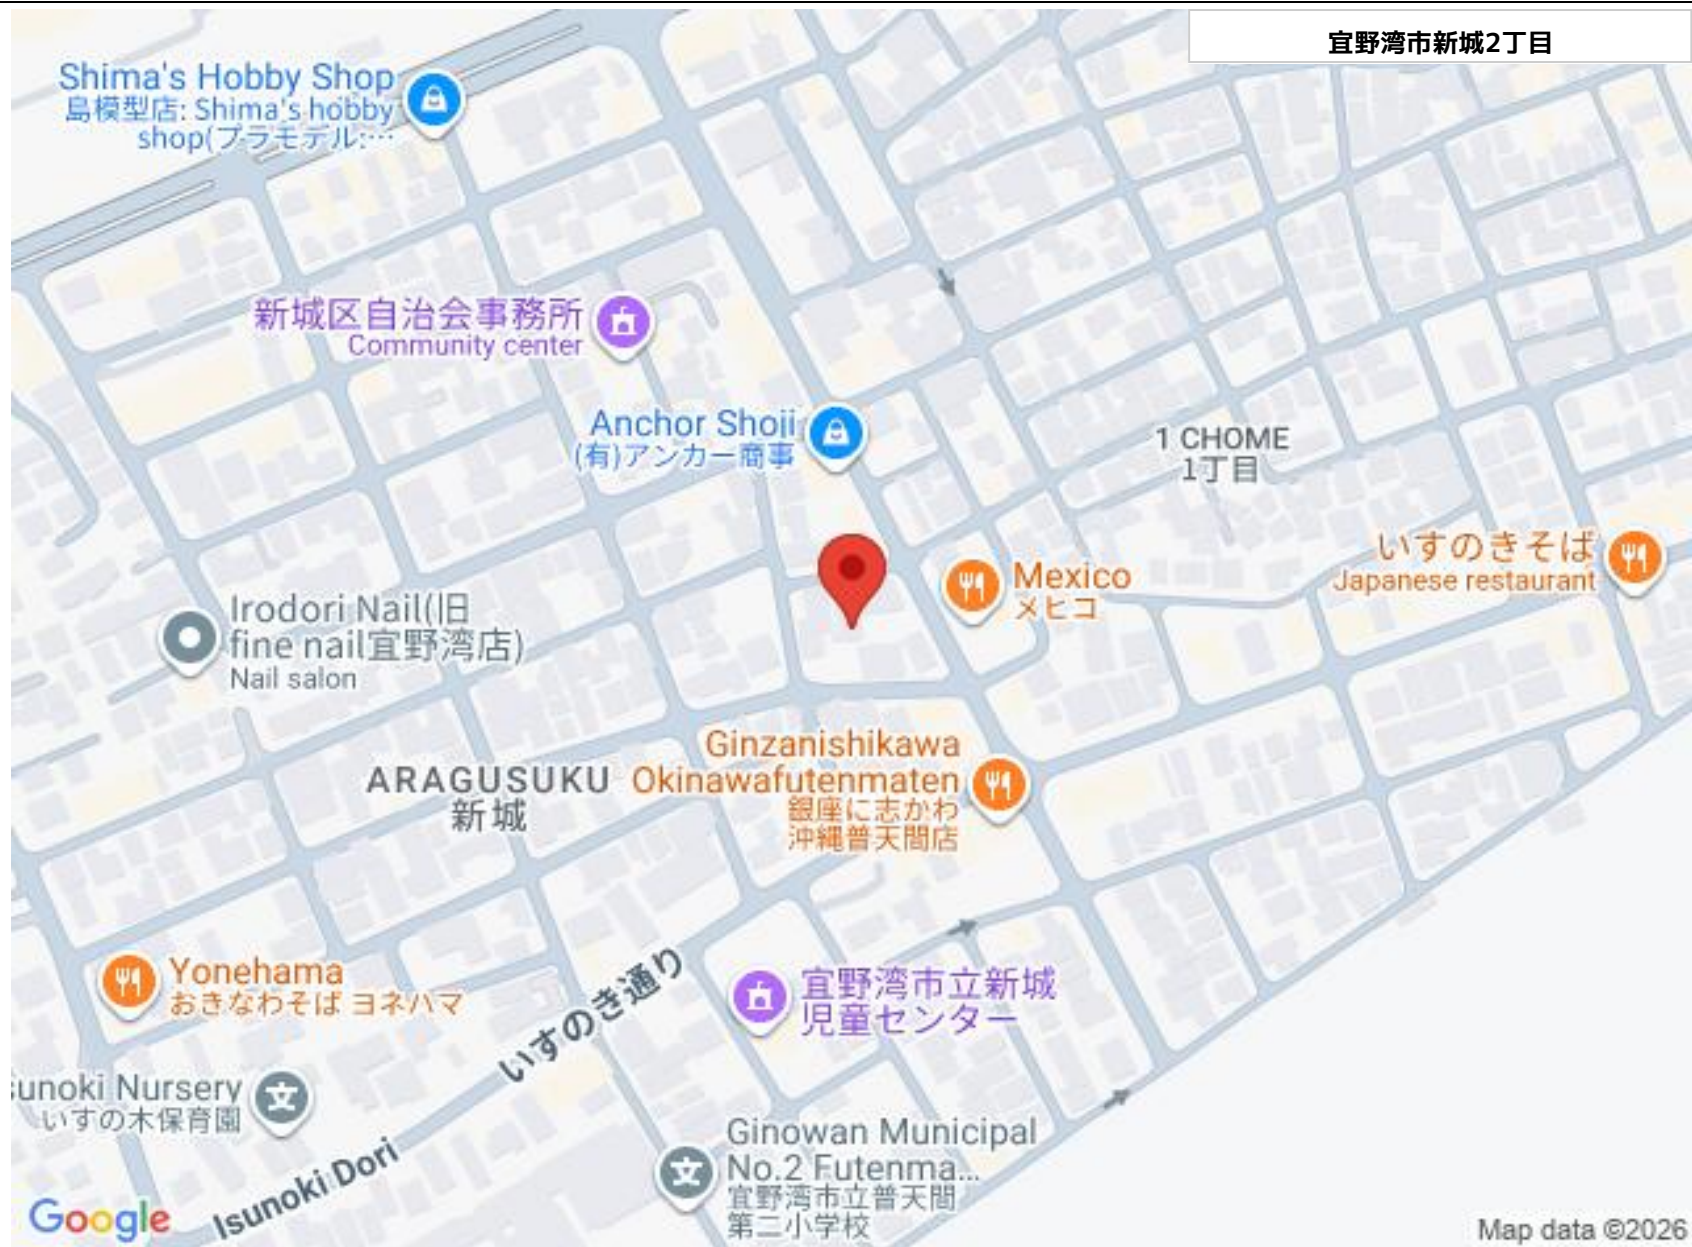 宜野湾市新城2丁目
Shima's Hobby Shop
島模型店: Shima's hobby
shop(プラモデル:…
新城区自治会事務所
Community center
Anchor Shoji
(有)アンカー商事
1 CHOME
1丁目
いすのきそば
Japanese restaurant
Mexico
メヒコ
Irodori Nail(旧
fine nail宜野湾店)
Nail salon
Ginzanishikawa
Okinawafutenmaten
銀座に志かわ
沖縄普天間店
ARAGUSUKU
新城
Yonehama
おきなわそば ヨネハマ
いすのき通り
宜野湾市立新城
児童センター
sunoki Nursery
いすの木保育園
Isunoki Dori
Ginowan Municipal
No.2 Futenma...
宜野湾市立普天間
第二小学校
Google
Map data ©2026